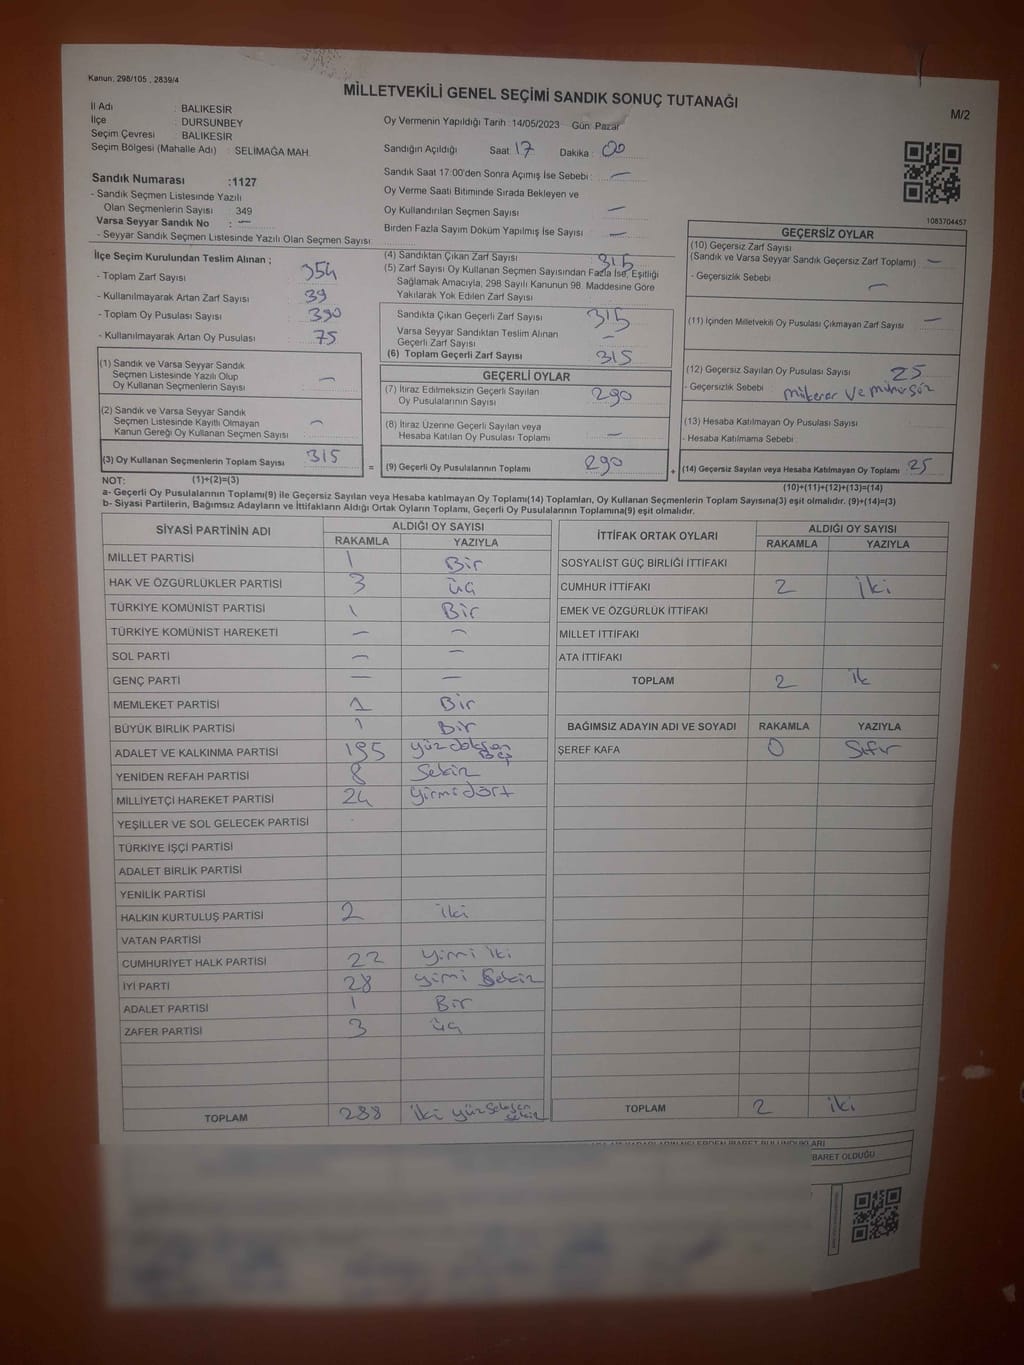 Kanun. 298/105 , 2839/4
MİLLETVEKİLİ GENEL SEÇİMİ SANDIK SONUÇ TUTANAĞI
M/2
İl Adı : BALIKESİR
İlçe : DURSUNBEY
Seçim Çevresi : BALIKESİR
Seçim Bölgesi (Mahalle Adı) : SELİMAĞA MAH.
Oy Vermenin Yapıldığı Tarih :14/05/2023 Gün: Pazar
Sandığın Açıldığı Saat: 17 Dakika : 00
Sandık Saat 17:00'den Sonra Açımış İse Sebebi : —
Oy Verme Saati Bitiminde Sırada Bekleyen ve
Oy Kullandırılan Seçmen Sayısı —
Birden Fazla Sayım Döküm Yapılmış İse Sayısı —
Sandık Numarası :1127
- Sandık Seçmen Listesinde Yazılı
Olan Seçmenlerin Sayısı : 349
Varsa Seyyar Sandık No : —
- Seyyar Sandık Seçmen Listesinde Yazılı Olan Seçmen Sayısı
1083704457
İlçe Seçim Kurulundan Teslim Alınan ;
- Toplam Zarf Sayısı : 354
- Kullanılmayarak Artan Zarf Sayısı : 39
- Toplam Oy Pusulası Sayısı : 390
- Kullanılmayarak Artan Oy Pusulası : 75
(4) Sandıktan Çıkan Zarf Sayısı : 315
(5) Zarf Sayısı Oy Kullanan Seçmen Sayısından Fazla İse, Eşitliği
Sağlamak Amacıyla, 298 Sayılı Kanunun 98. Maddesine Göre
Yakılarak Yok Edilen Zarf Sayısı
Sandıkta Çıkan Geçerli Zarf Sayısı : 315
Varsa Seyyar Sandıktan Teslim Alınan
Geçerli Zarf Sayısı —
(6) Toplam Geçerli Zarf Sayısı : 315
GEÇERSİZ OYLAR
(10) Geçersiz Zarf Sayısı
(Sandık ve Varsa Seyyar Sandık Geçersiz Zarf Toplamı) —
- Geçersizlik Sebebi —
(11) İçinden Milletvekili Oy Pusulası Çıkmayan Zarf Sayısı —
(12) Geçersiz Sayılan Oy Pusulası Sayısı : 25
- Geçersizlik Sebebi : mükerrer ve mühürsüz
(13) Hesaba Katılmayan Oy Pusulası Sayısı
- Hesaba Katılmama Sebebi
(14) Geçersiz Sayılan veya Hesaba Katılmayan Oy Toplamı : 25
(1) Sandık ve Varsa Seyyar Sandık
Seçmen Listesinde Yazılı Olup
Oy Kullanan Seçmenlerin Sayısı —
(2) Sandık ve Varsa Seyyar Sandık
Seçmen Listesinde Kayıtlı Olmayan
Kanun Gereği Oy Kullanan Seçmen Sayısı : —
(3) Oy Kullanan Seçmenlerin Toplam Sayısı 315
GEÇERLİ OYLAR
(7) İtiraz Edilmeksizin Geçerli Sayılan
Oy Pusulalarının Sayısı 290
(8) İtiraz Üzerine Geçerli Sayılan veya
Hesaba Katılan Oy Pusulası Toplamı —
= (9) Geçerli Oy Pusulalarının Toplamı 290 +
NOT: (1)+(2)=(3)
(10)+(11)+(12)+(13)=(14)
a- Geçerli Oy Pusulalarının Toplamı(9) ile Geçersiz Sayılan veya Hesaba katılmayan Oy Toplamı(14) Toplamları, Oy Kullanan Seçmenlerin Toplam Sayısına(3) eşit olmalıdır. (9)+(14)=(3)
b- Siyasi Partilerin, Bağımsız Adayların ve İttifakların Aldığı Ortak Oyların Toplamı, Geçerli Oy Pusulalarının Toplamına(9) eşit olmalıdır.
SİYASİ PARTİNİN ADI ALDIĞI OY SAYISI
RAKAMLA YAZIYLA
MİLLET PARTİSİ 1 Bir
HAK VE ÖZGÜRLÜKLER PARTİSİ 3 üç
TÜRKİYE KOMÜNİST PARTİSİ 1 Bir
TÜRKİYE KOMÜNİST HAREKETİ — —
SOL PARTİ — —
GENÇ PARTİ — —
MEMLEKET PARTİSİ 1 Bir
BÜYÜK BİRLİK PARTİSİ 1 Bir
ADALET VE KALKINMA PARTİSİ 195 yüz doksan beş
YENİDEN REFAH PARTİSİ 8 Sekiz
MİLLİYETÇİ HAREKET PARTİSİ 24 yirmi dört
YEŞİLLER VE SOL GELECEK PARTİSİ
TÜRKİYE İŞÇİ PARTİSİ
ADALET BİRLİK PARTİSİ
YENİLİK PARTİSİ
HALKIN KURTULUŞ PARTİSİ 2 iki
VATAN PARTİSİ
CUMHURİYET HALK PARTİSİ 22 yirmi iki
İYİ PARTİ 28 yirmi Sekiz
ADALET PARTİSİ 1 Bir
ZAFER PARTİSİ 3 üç
TOPLAM 288 iki yüz Seksen sekiz
İTTİFAK ORTAK OYLARI ALDIĞI OY SAYISI
RAKAMLA YAZIYLA
SOSYALİST GÜÇ BİRLİĞİ İTTİFAKI
CUMHUR İTTİFAKI 2 iki
EMEK VE ÖZGÜRLÜK İTTİFAKI
MİLLET İTTİFAKI
ATA İTTİFAKI
TOPLAM 2 ik
BAĞIMSIZ ADAYIN ADI VE SOYADI RAKAMLA YAZIYLA
ŞEREF KAFA 0 Sıfır
TOPLAM 2 iki
BARET OLDUĞU